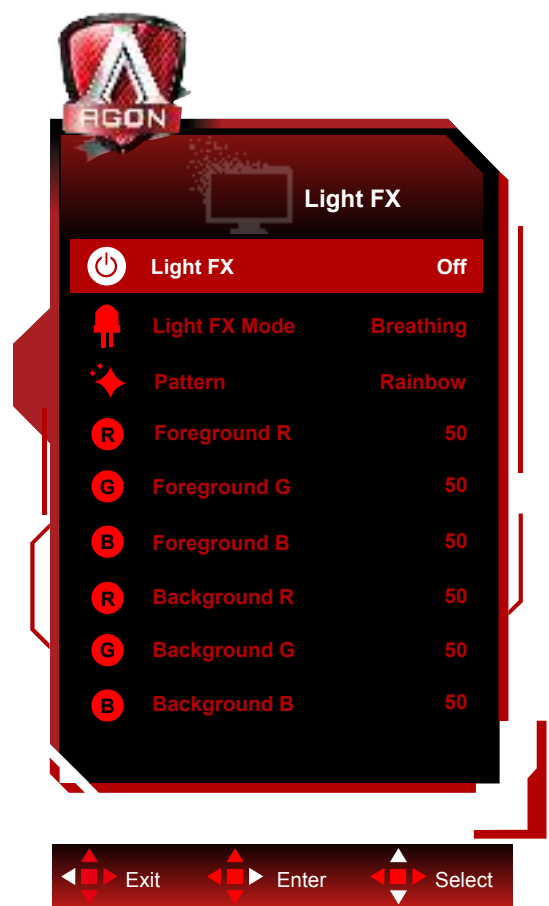 AGON
Light FX
Light FX Off
Light FX Mode Breathing
Pattern Rainbow
R Foreground R 50
G Foreground G 50
B Foreground B 50
R Background R 50
G Background G 50
B Background B 50
Exit Enter Select